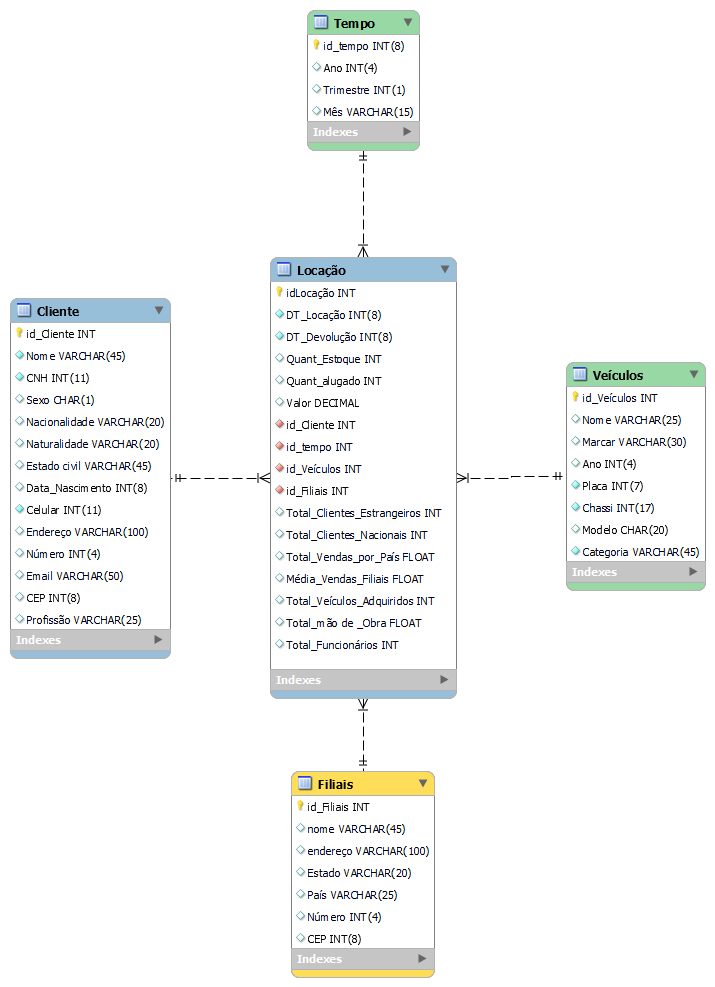 Tempo
id_tempo INT(8)
Ano INT(4)
Trimestre INT(1)
Mês VARCHAR(15)
Indexes
Locação
idLocação INT
DT_Locação INT(8)
DT_Devolução INT(8)
Quant_Estoque INT
Quant_alugado INT
Valor DECIMAL
id_Cliente INT
id_tempo INT
id_Veículos INT
id_Filiais INT
Total_Clientes_Estrangeiros INT
Total_Clientes_Nacionais INT
Total_Vendas_por_País FLOAT
Média_Vendas_Filiais FLOAT
Total_Veículos_Adquiridos INT
Total_mão de _Obra FLOAT
Total_Funcionários INT
Indexes
Cliente
id_Cliente INT
Nome VARCHAR(45)
CNH INT(11)
Sexo CHAR(1)
Nacionalidade VARCHAR(20)
Naturalidade VARCHAR(20)
Estado civil VARCHAR(45)
Data_Nascimento INT(8)
Celular INT(11)
Endereço VARCHAR(100)
Número INT(4)
Email VARCHAR(50)
CEP INT(8)
Profissão VARCHAR(25)
Indexes
Veículos
id_Veículos INT
Nome VARCHAR(25)
Marcar VARCHAR(30)
Ano INT(4)
Placa INT(7)
Chassi INT(17)
Modelo CHAR(20)
Categoria VARCHAR(45)
Indexes
Filiais
id_Filiais INT
nome VARCHAR(45)
endereço VARCHAR(100)
Estado VARCHAR(20)
País VARCHAR(25)
Número INT(4)
CEP INT(8)
Indexes